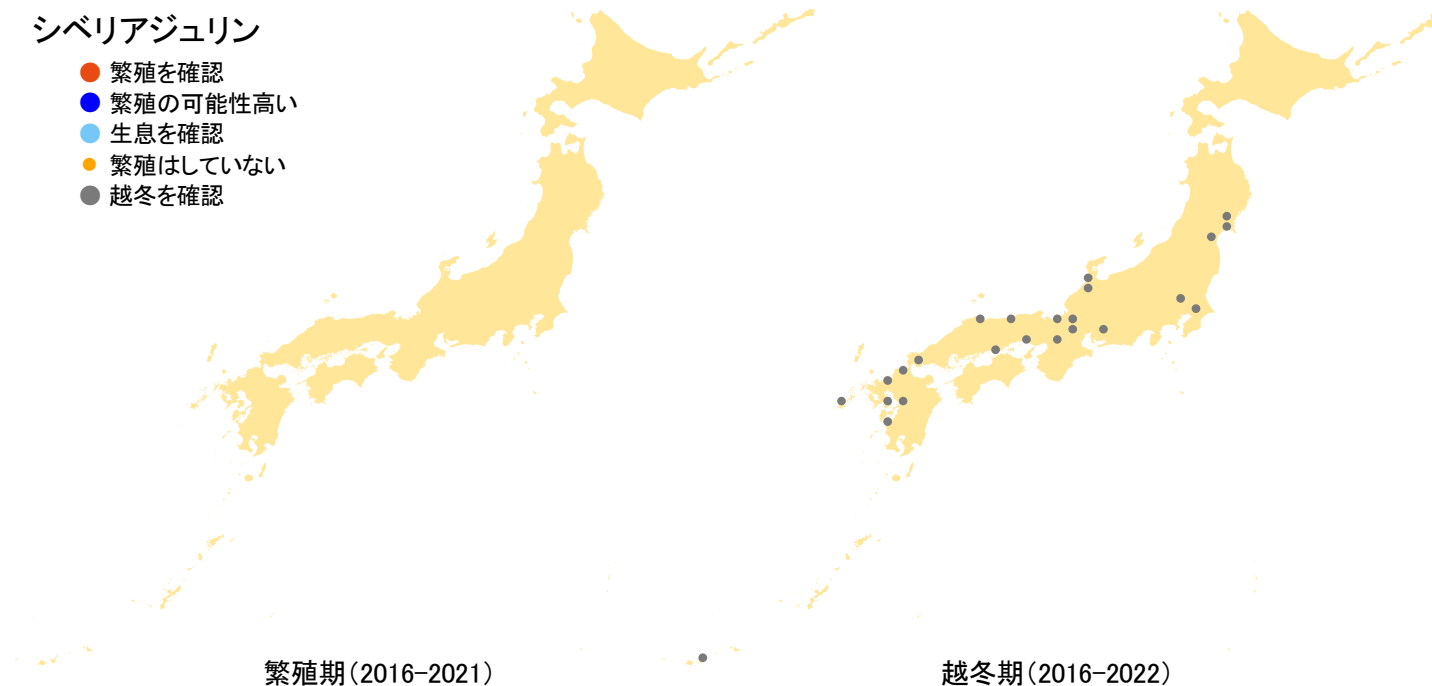 シベリアジュリン
繁殖を確認
繁殖の可能性高い
生息を確認
繁殖はしていない
越冬を確認
繁殖期（2016-2021）
越冬期（2016-2022）